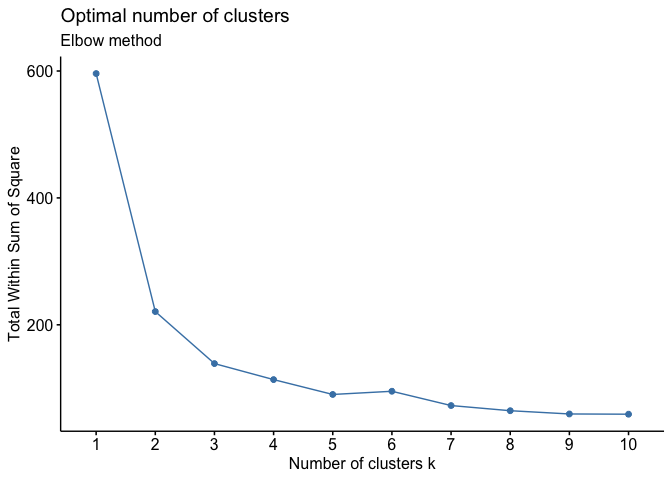 Optimal number of clusters
Elbow method
Total Within Sum of Square
600
400
200
1 2 3 4 5 6 7 8 9 10
Number of clusters k